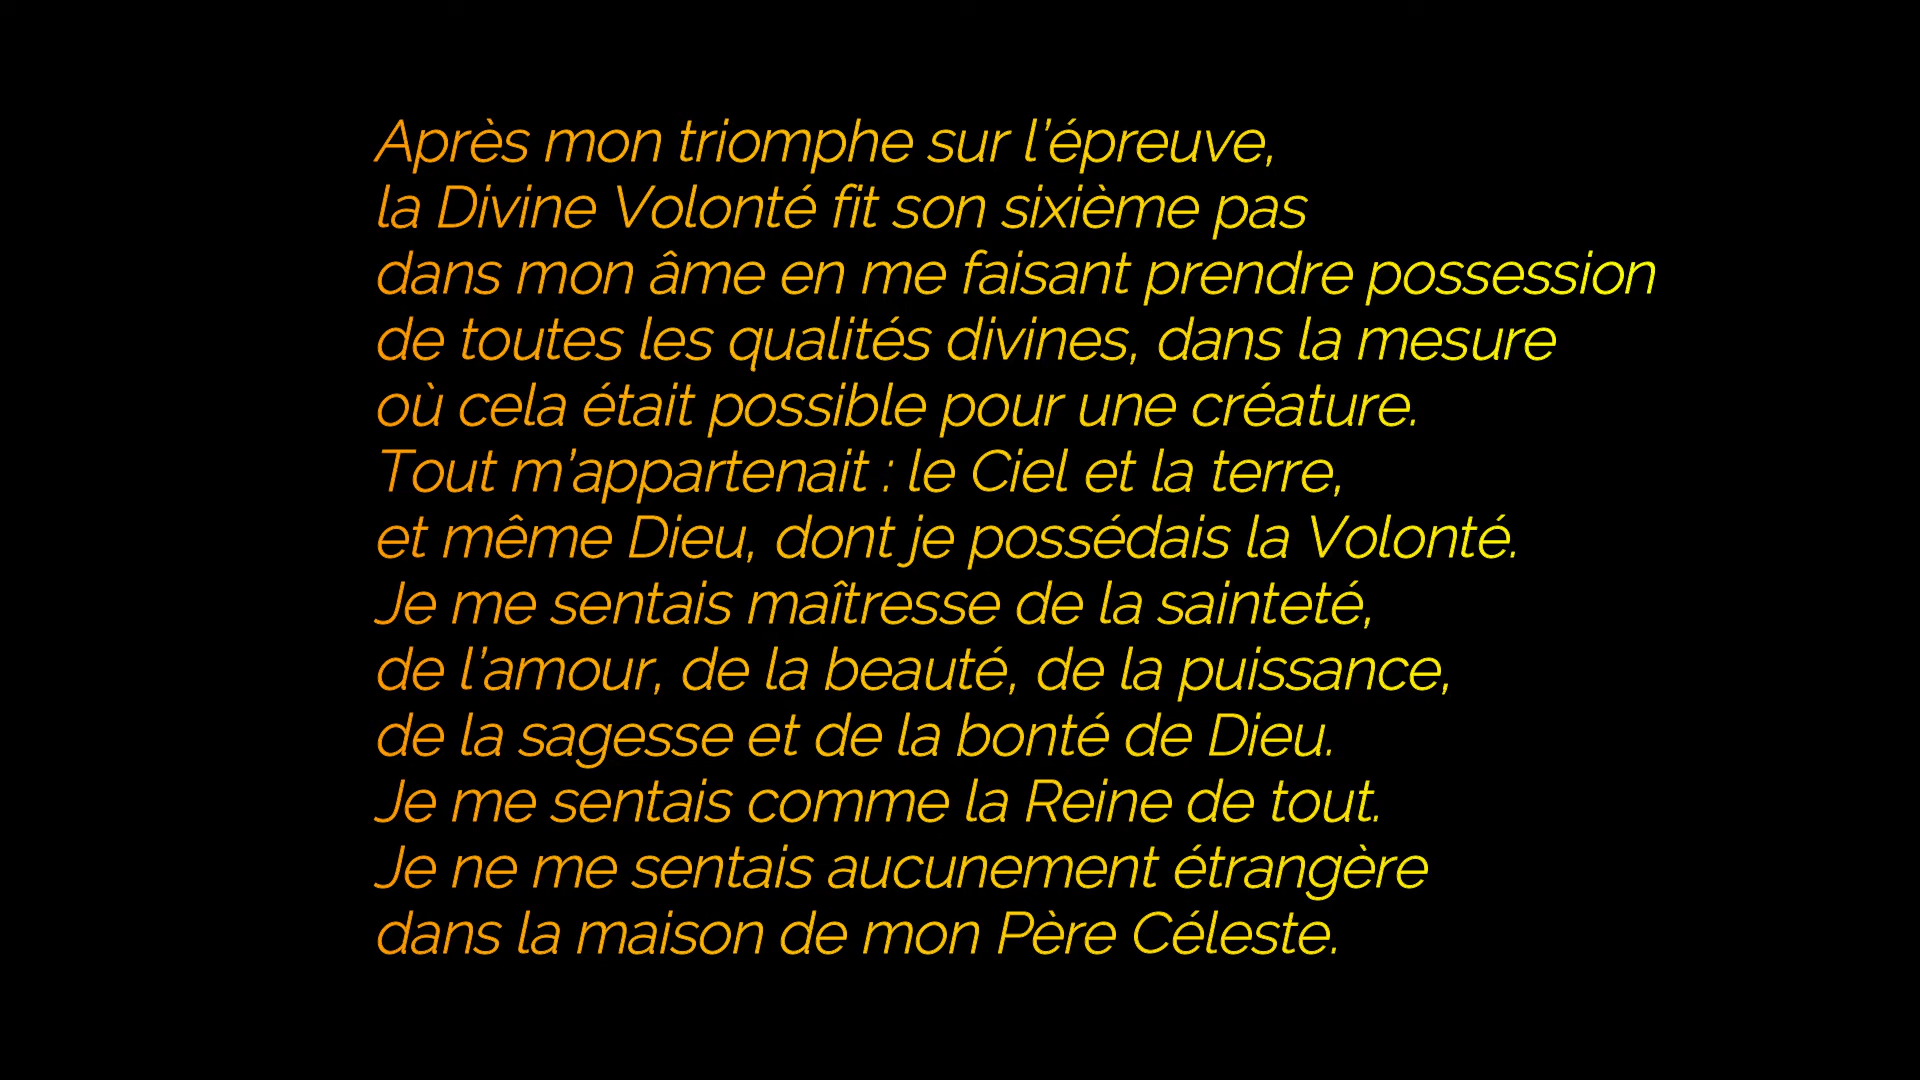 Après mon triomphe sur l’épreuve,
la Divine Volonté fit son sixième pas
dans mon âme en me faisant prendre possession
de toutes les qualités divines, dans la mesure
où cela était possible pour une créature.
Tout m’appartenait : le Ciel et la terre,
et même Dieu, dont je possédais la Volonté.
Je me sentais maîtresse de la sainteté,
de l’amour, de la beauté, de la puissance,
de la sagesse et de la bonté de Dieu.
Je me sentais comme la Reine de tout.
Je ne me sentais aucunement étrangère
dans la maison de mon Père Céleste.